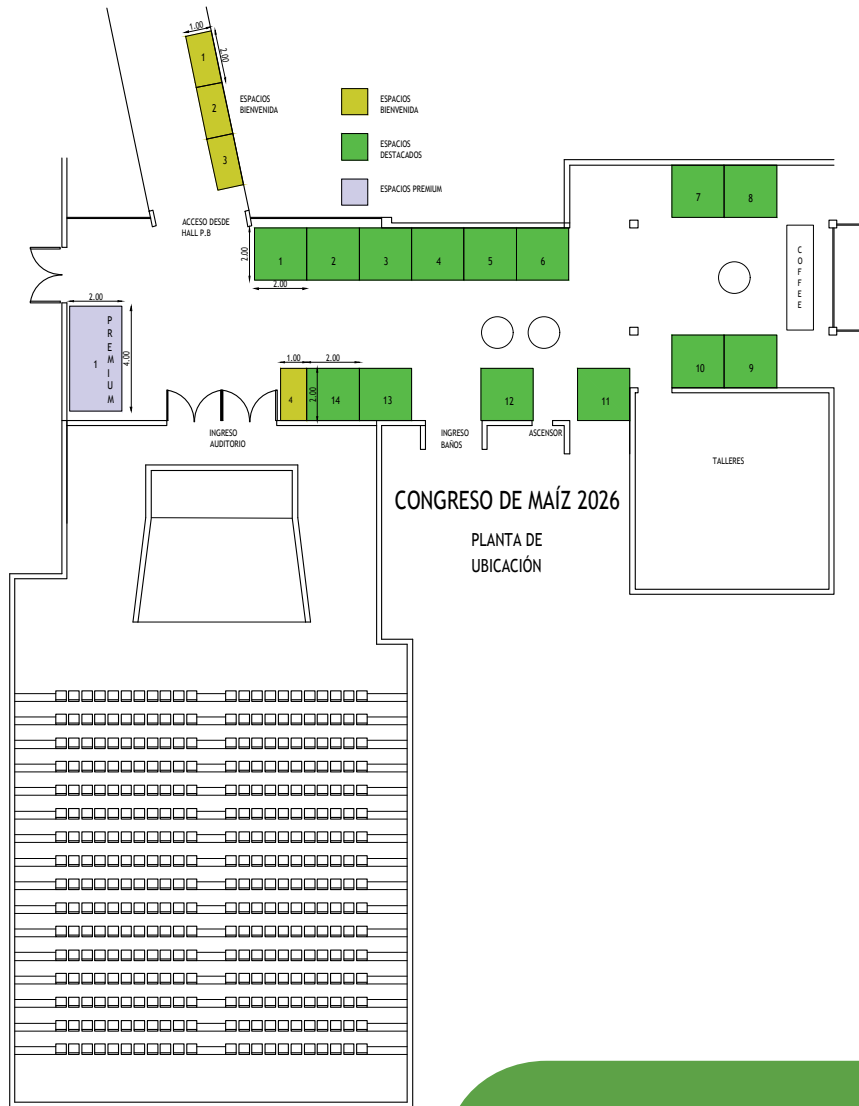 1.00
2.00
1
2
3
ESPACIOS
BIENVENIDA
ESPACIOS
BIENVENIDA
ESPACIOS
DESTACADOS
ESPACIOS PREMIUM
ACCESO DESDE
HALL P.B
2.00
2.00
1
2
3
4
5
6
7
8
COFFEE
2.00
4.00
1
PREMIUM
1.00
2.00
2.00
4
14
13
12
11
10
9
INGRESO
AUDITORIO
INGRESO
BAÑOS
ASCENSOR
TALLERES
CONGRESO DE MAÍZ 2026
PLANTA DE
UBICACIÓN